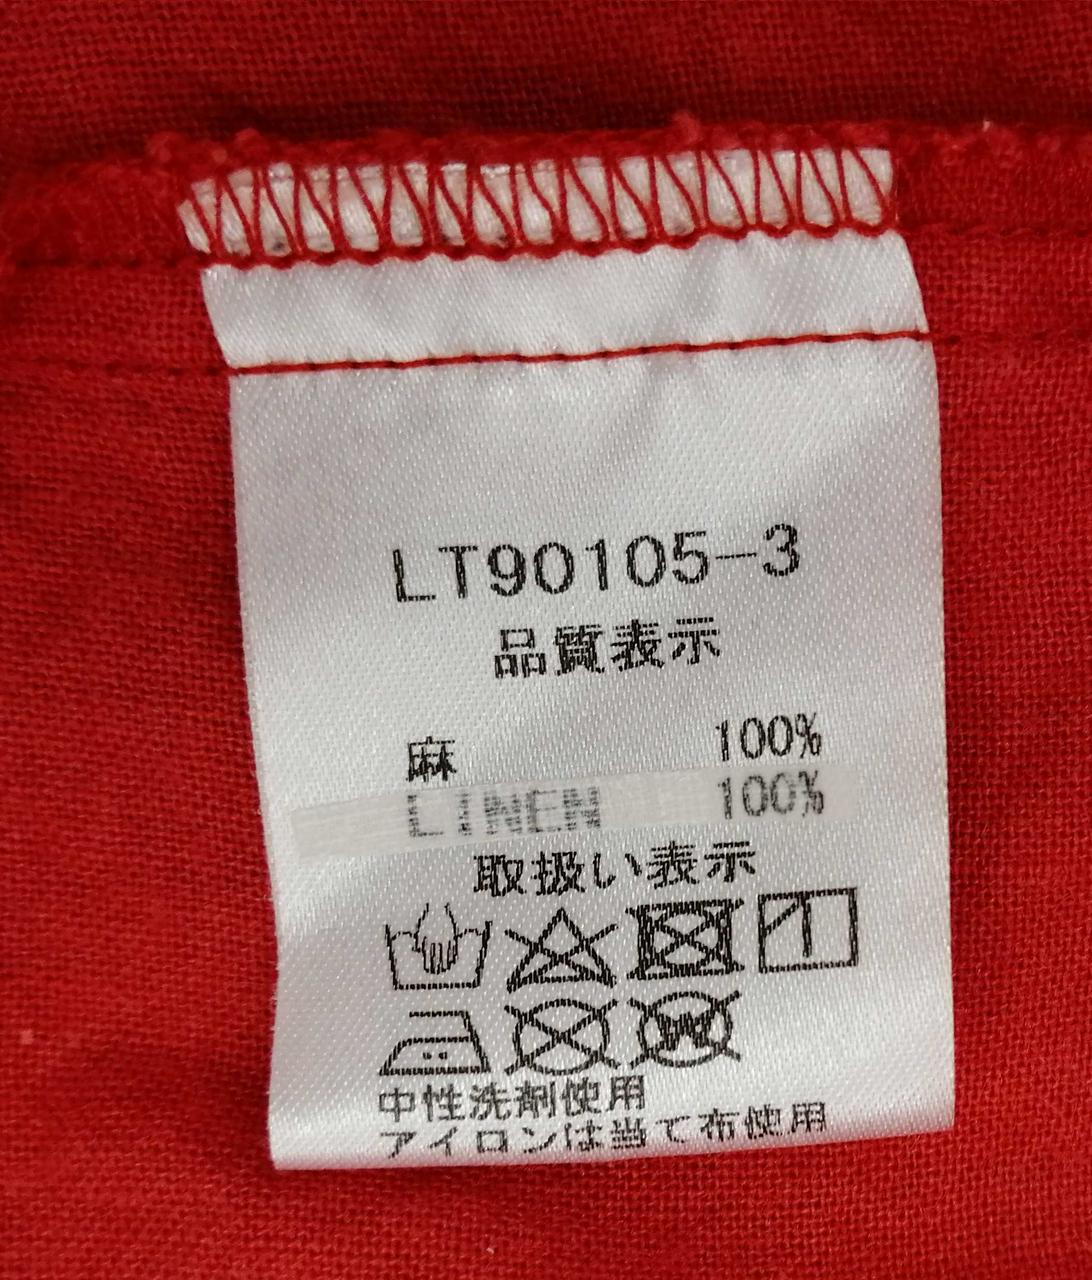 LT90105-3
品質表示
麻 100%
LINEN 100%
取扱い表示
W
中性洗剤使用
アイロンは当て布使用